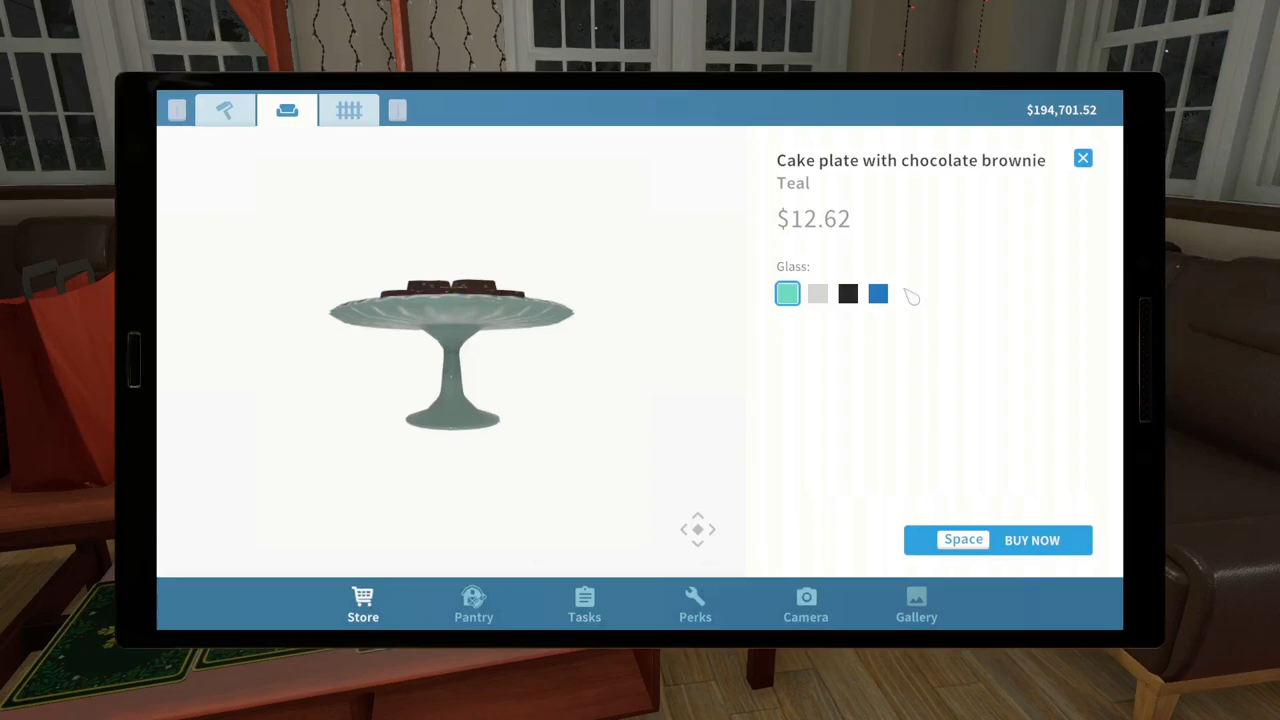 $194,701.52
Cake plate with chocolate brownie
Teal
$12.62
Glass:
Space BUY NOW
Store Pantry Tasks Perks Camera Gallery